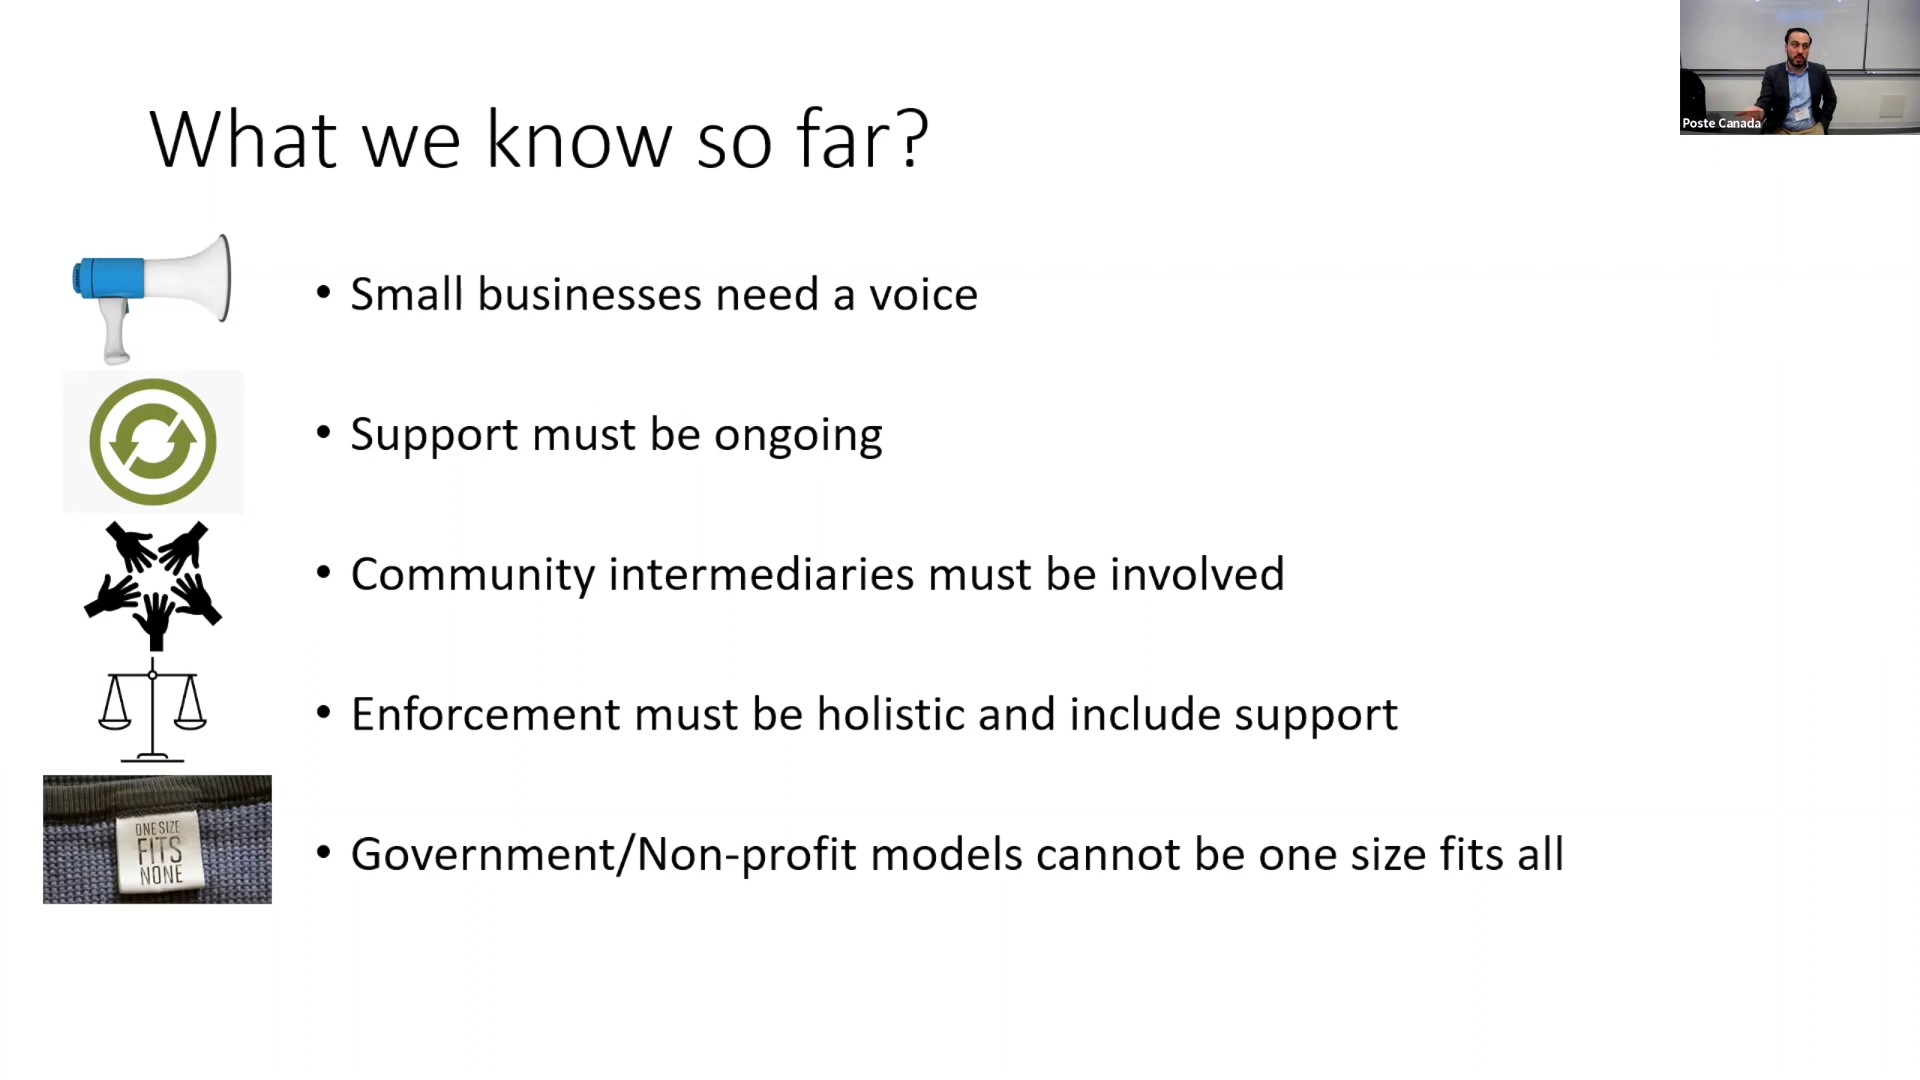 Poste Canada
What we know so far?
• Small businesses need a voice
• Support must be ongoing
• Community intermediaries must be involved
• Enforcement must be holistic and include support
ONE SIZE
FITS
NONE
• Government/Non-profit models cannot be one size fits all